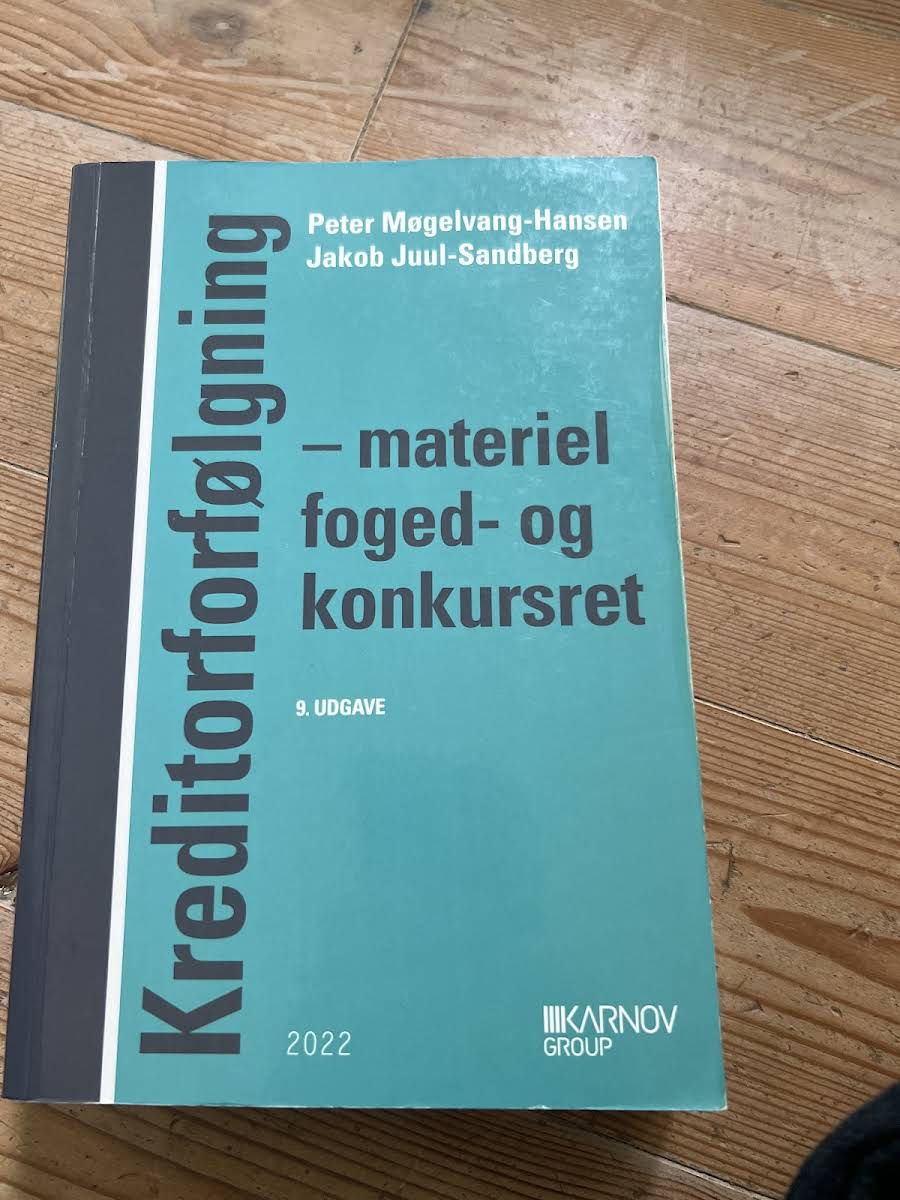 Peter Møgelvang-Hansen
Jakob Juul-Sandberg
Kreditorforfølgning
– materiel
foged- og
konkursret
9. UDGAVE
2022
KARNOV
GROUP